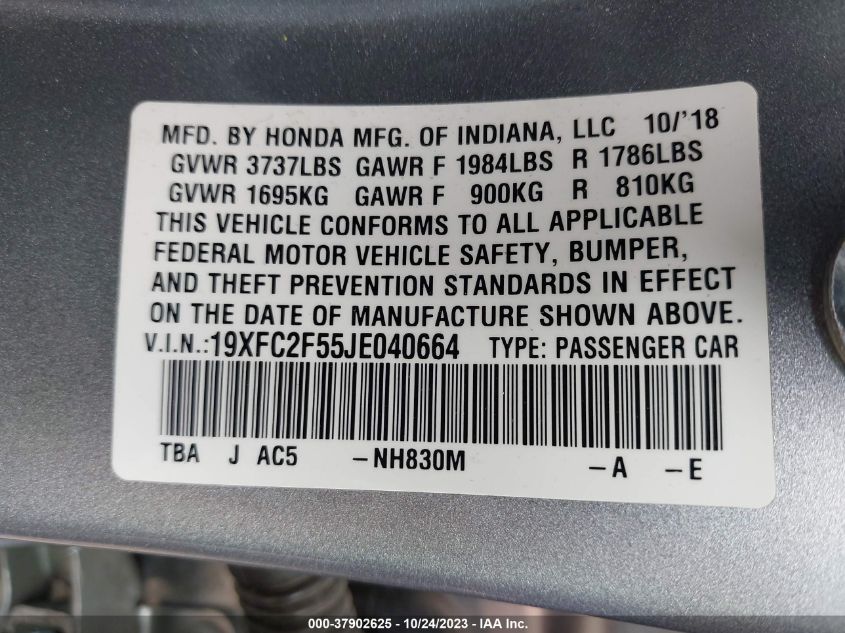 MFD. BY HONDA MFG. OF INDIANA, LLC 10/'18
GVWR 3737LBS GAWR F 1984LBS R 1786LBS
GVWR 1695KG GAWR F 900KG R 810KG
THIS VEHICLE CONFORMS TO ALL APPLICABLE
FEDERAL MOTOR VEHICLE SAFETY, BUMPER,
AND THEFT PREVENTION STANDARDS IN EFFECT
ON THE DATE OF MANUFACTURE SHOWN ABOVE.
V.I.N.:19XFC2F55JE040664 TYPE: PASSENGER CAR
TBA J AC5 -NH830M -A -E
000-37902625 - 10/24/2023 - IAA Inc.